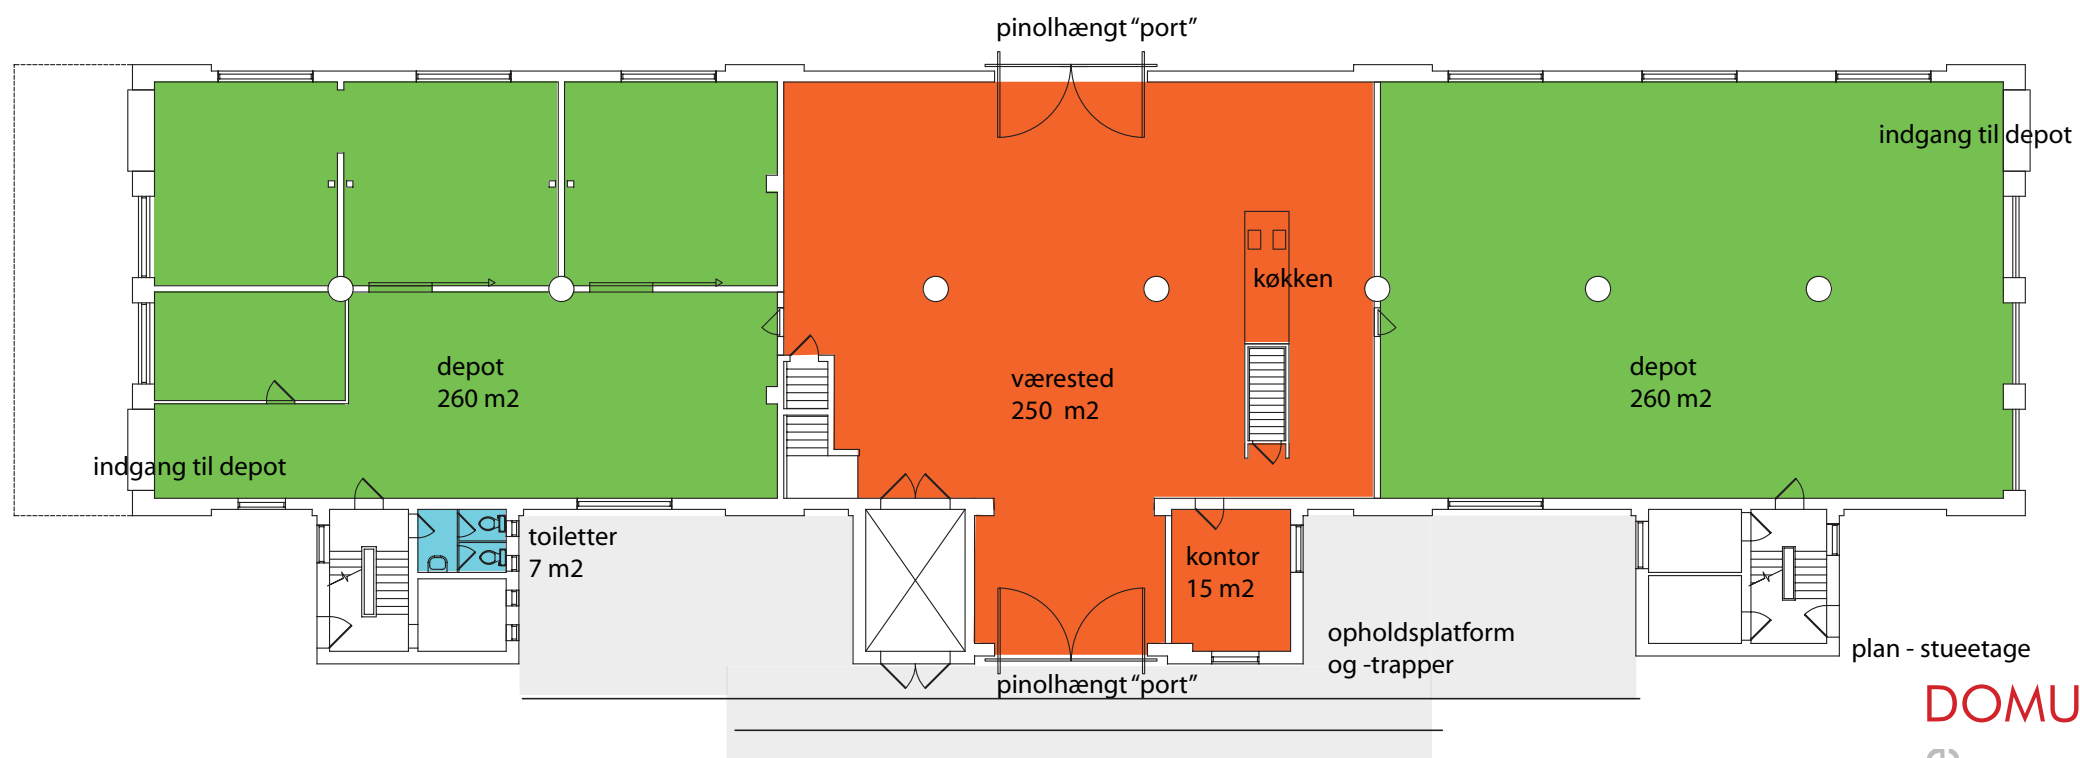 pinolhængt “port”
indgang til depot
køkken
depot
260 m2
værested
250 m2
depot
260 m2
indgang til depot
toiletter
7 m2
kontor
15 m2
opholdsplatform
og -trapper
plan - stueetage
pinolhængt “port”
DOMU